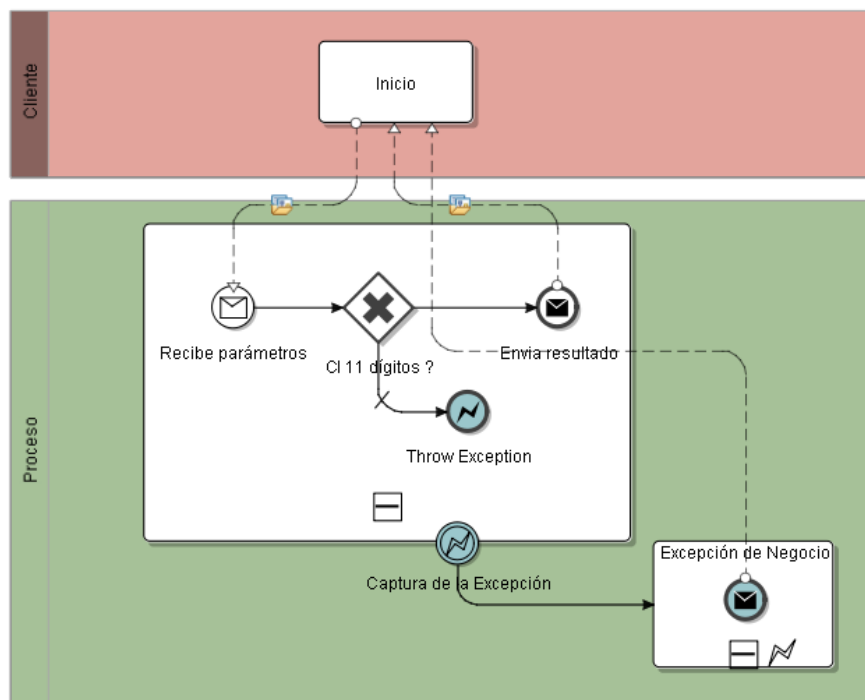 Cliente
Inicio
Proceso
Recibe parámetros
CI 11 dígitos ?
Envia resultado
Throw Exception
Captura de la Excepción
Excepción de Negocio